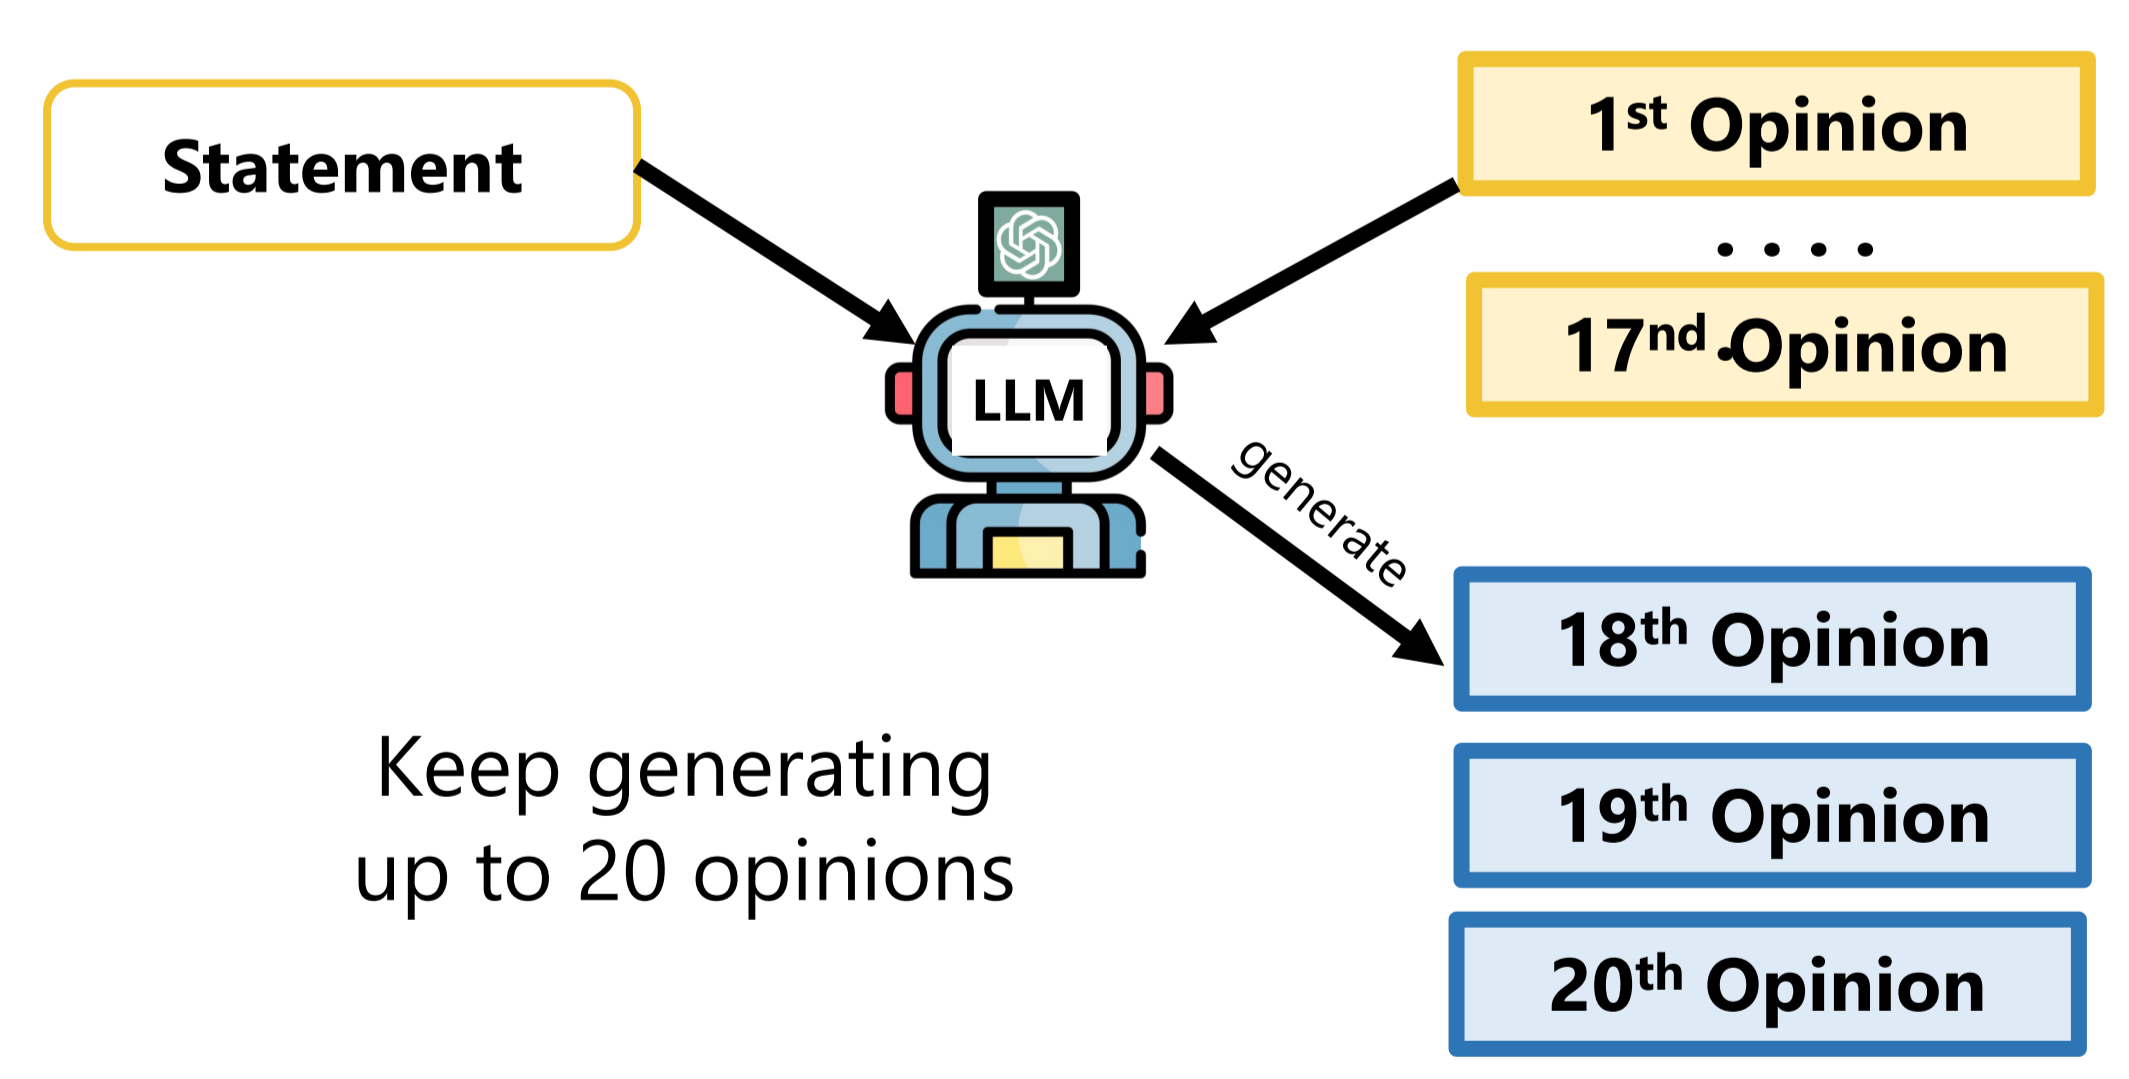 Statement
1st Opinion
. . . .
17nd Opinion
LLM
generate
18th Opinion
19th Opinion
20th Opinion
Keep generating
up to 20 opinions